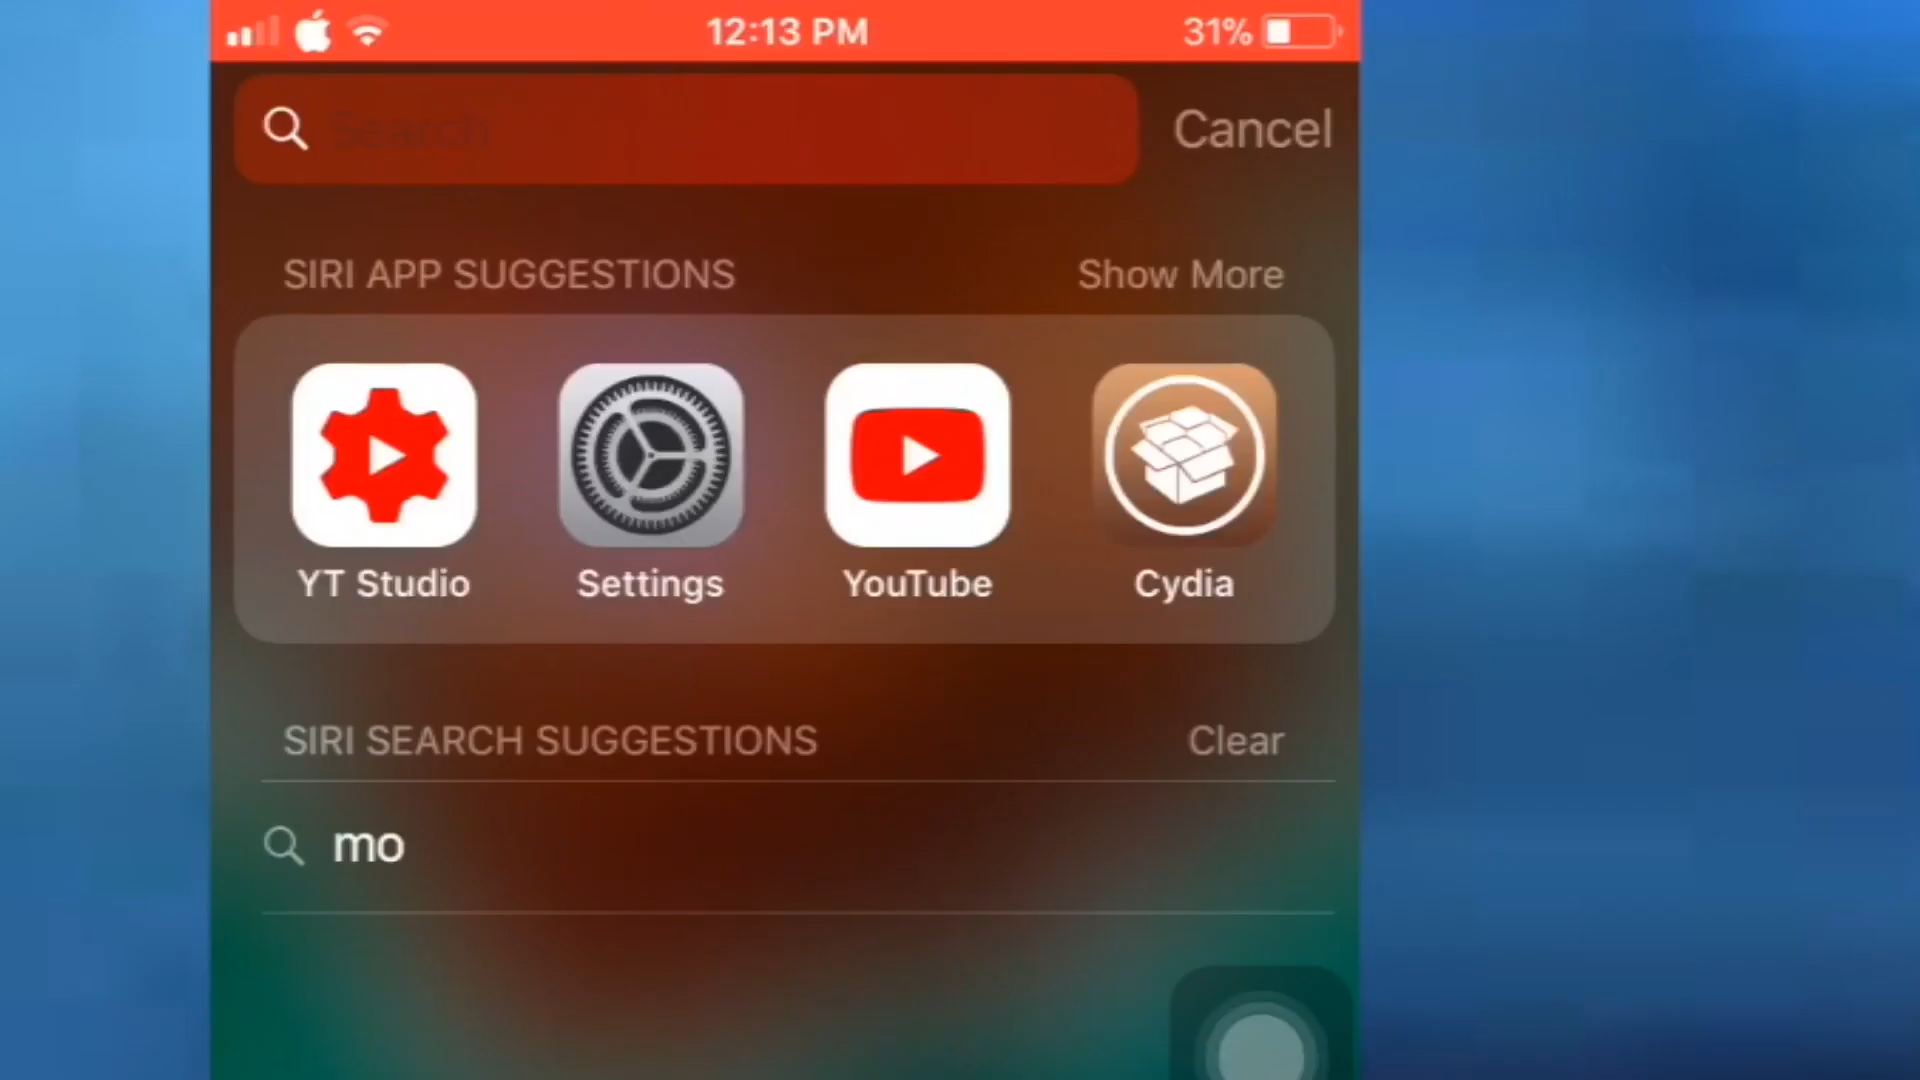 12:13 PM 31%
Search Cancel
SIRI APP SUGGESTIONS Show More
YT Studio Settings YouTube Cydia
SIRI SEARCH SUGGESTIONS Clear
mo